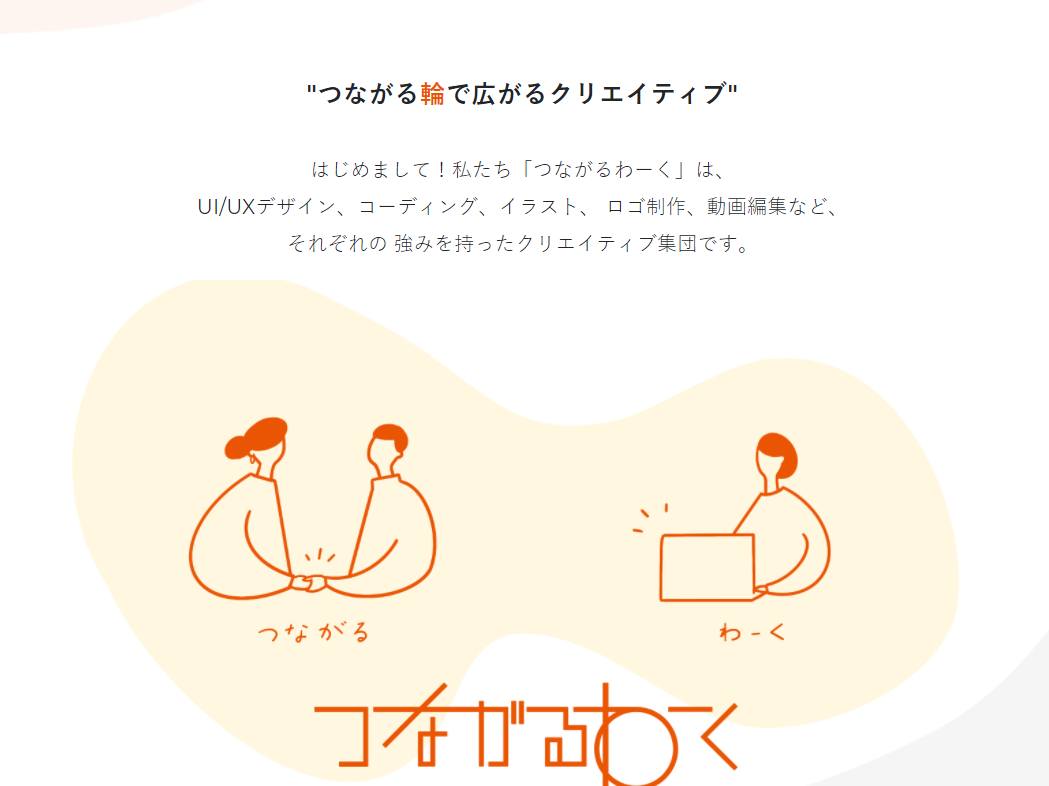 "つながる輪で広がるクリエイティブ"
はじめまして！私たち「つながるわーく」は、
UI/UXデザイン、コーディング、イラスト、 ロゴ制作、動画編集など、
それぞれの 強みを持ったクリエイティブ集団です。
つながる
わーく
つながるわーく